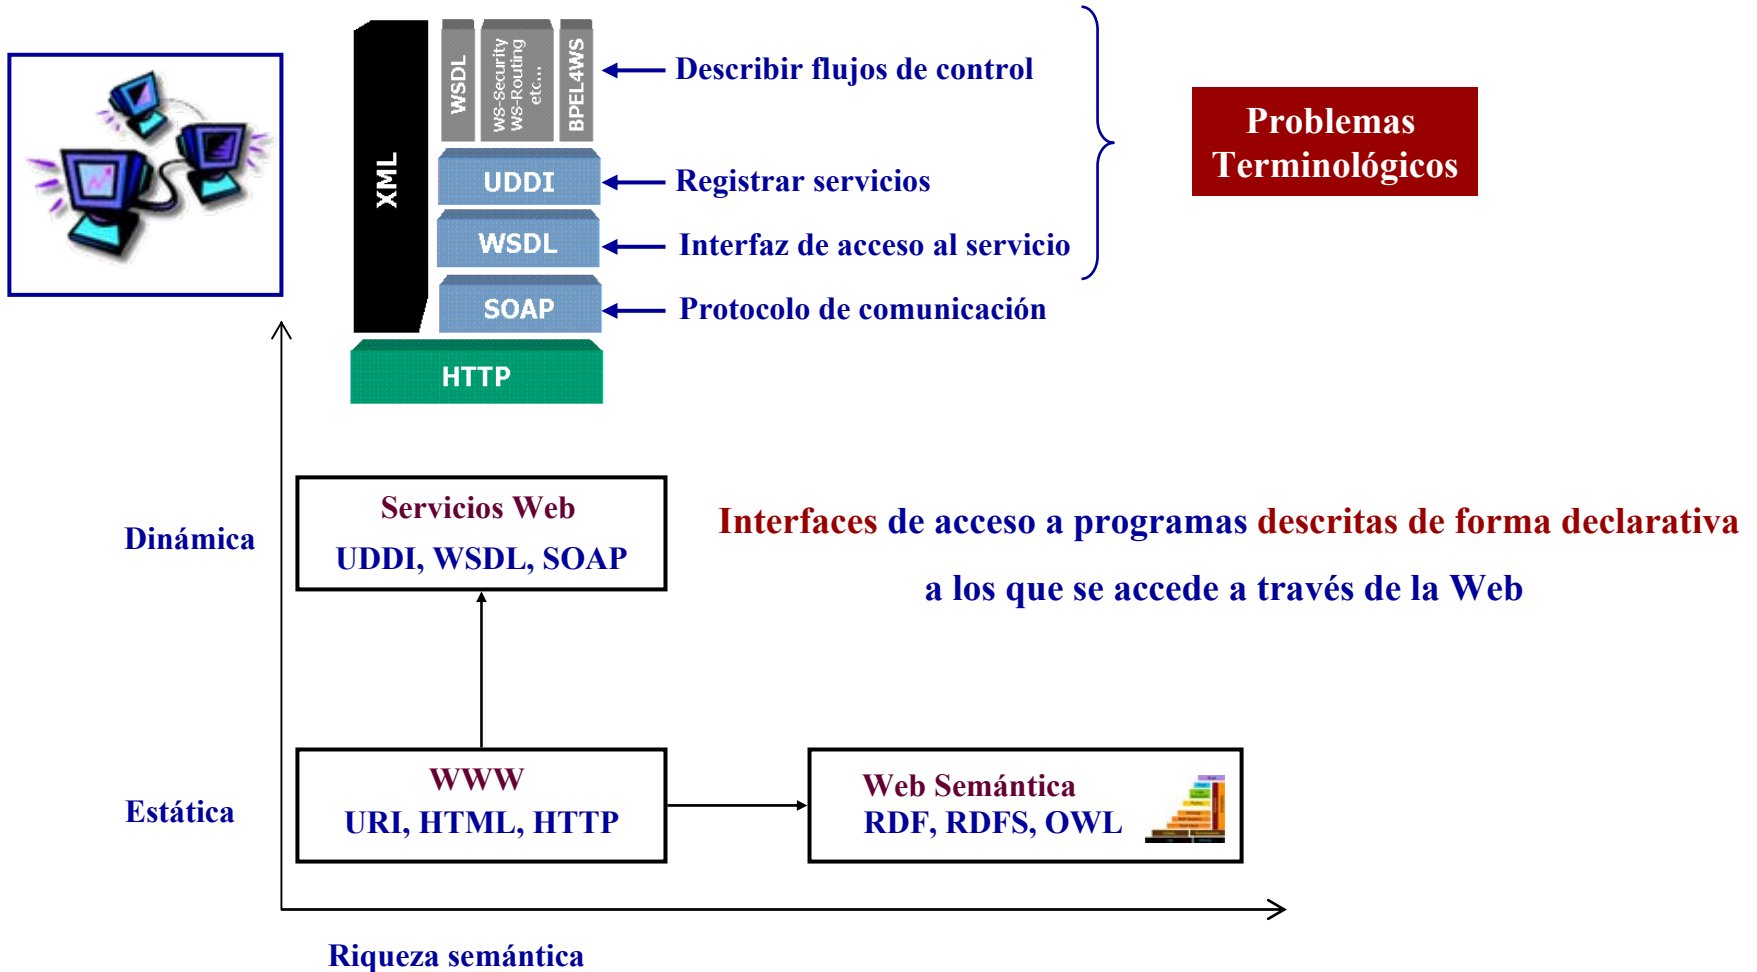 XML
WSDL
WS-Security
WS-Routing
etc...
BPEL4WS
Describir flujos de control
UDDI
Registrar servicios
WSDL
Interfaz de acceso al servicio
SOAP
Protocolo de comunicación
HTTP
Problemas
Terminológicos
Dinámica
Servicios Web
UDDI, WSDL, SOAP
Interfaces de acceso a programas descritas de forma declarativa
a los que se accede a través de la Web
Estática
WWW
URI, HTML, HTTP
Web Semántica
RDF, RDFS, OWL
Riqueza semántica